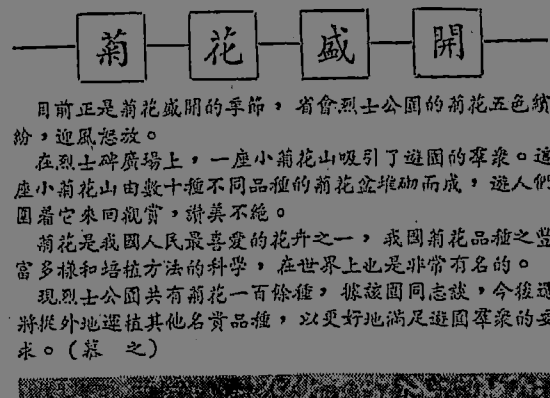 菊花盛開
目前正是菊花盛開的季節，省會烈士公園的菊花五色繽
紛，迎風怒放。
在烈士碑廣場上，一座小菊花山吸引了遊園的羣衆。這
座小菊花山由數十種不同品種的菊花盆堆砌而成，遊人們
圍着它來回觀賞，讚美不絕。
菊花是我國人民最喜愛的花卉之一，我國菊花品種之豐
富多樣和培植方法的科學，在世界上也是非常有名的。
現烈士公園共有菊花一百餘種，據該園同志談，今後還
將從外地運植其他名貴品種，以更好地滿足遊園羣衆的要
求。（慕　之）